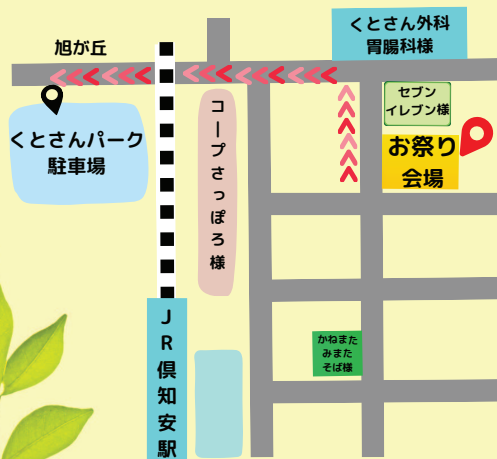 旭が丘
くとさん外科
胃腸科様
セブン
イレブン様
お祭り
会場
くとさんパーク
駐車場
コープさっぽろ様
かねまた
みまた
そば様
JR倶知安駅